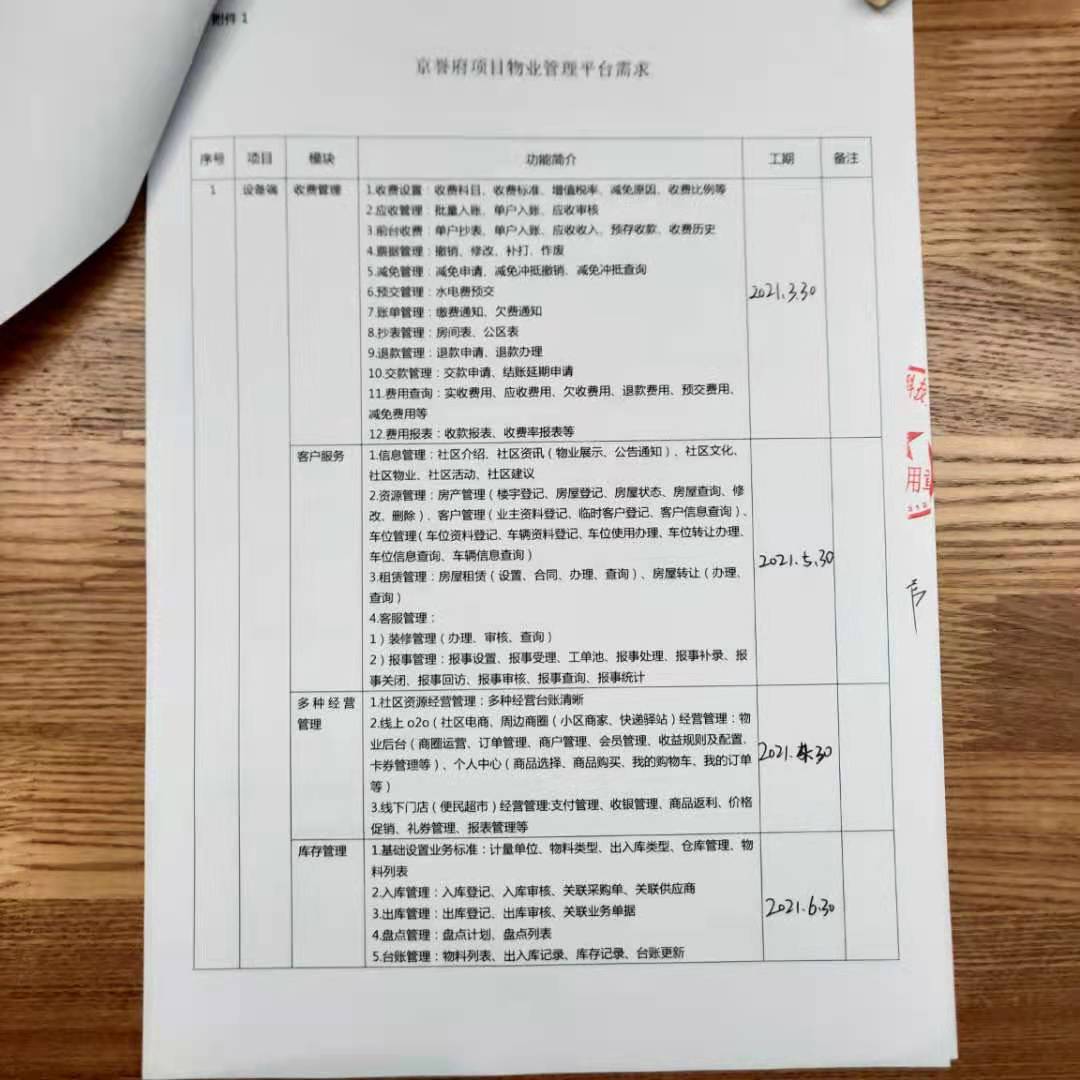 附件 1
京誉府项目物业管理平台需求
序号 项目 模块 功能简介 工期 备注
1 设备端 收费管理 1.收费设置：收费科目、收费标准、增值税率、减免原因、收费比例等
2.应收管理：批量入账、单户入账、应收审核
3.前台收费：单户抄表、单户入账、应收收入、预存收款、收费历史
4.票据管理：撤销、修改、补打、作废
5.减免管理：减免申请、减免冲抵撤销、减免冲抵查询
6.预交管理：水电费预交
2021.3.30
7.账单管理：缴费通知、欠费通知
8.抄表管理：房间表、公区表
9.退款管理：退款申请、退款办理
10.交款管理：交款申请、结账延期申请
11.费用查询：实收费用、应收费用、欠收费用、退款费用、预交费用、
减免费用等
12.费用报表：收款报表、收费率报表等
客户服务 1.信息管理：社区介绍、社区资讯（物业展示、公告通知）、社区文化、
社区物业、社区活动、社区建议
2.资源管理：房产管理（楼宇登记、房屋登记、房屋状态、房屋查询、修
改、删除）、客户管理（业主资料登记、临时客户登记、客户信息查询）、
车位管理（车位资料登记、车辆资料登记、车位使用办理、车位转让办理、
车位信息查询、车辆信息查询）
2021.5.30
3.租赁管理：房屋租赁（设置、合同、办理、查询）、房屋转让（办理、
查询）
4.客服管理：
1）装修管理（办理、审核、查询）
2）报事管理：报事设置、报事受理、工单池、报事处理、报事补录、报
事关闭、报事回访、报事审核、报事查询、报事统计
多种经营 1.社区资源经营管理：多种经营台账清晰
管理 2.线上 o2o（社区电商、周边商圈（小区商家、快递驿站）经营管理：物
业后台（商圈运营、订单管理、商户管理、会员管理、收益规则及配置、
卡券管理等）、个人中心（商品选择、商品购买、我的购物车、我的订单
等）
3.线下门店（便民超市）经营管理:支付管理、收银管理、商品返利、价格
促销、礼券管理、报表管理等
库存管理 1.基础设置业务标准：计量单位、物料类型、出入库类型、仓库管理、物
料列表
2.入库管理：入库登记、入库审核、关联采购单、关联供应商
3.出库管理：出库登记、出库审核、关联业务单据
2021.6.30
4.盘点管理：盘点计划、盘点列表
5.台账管理：物料列表、出入库记录、库存记录、台账更新
用章